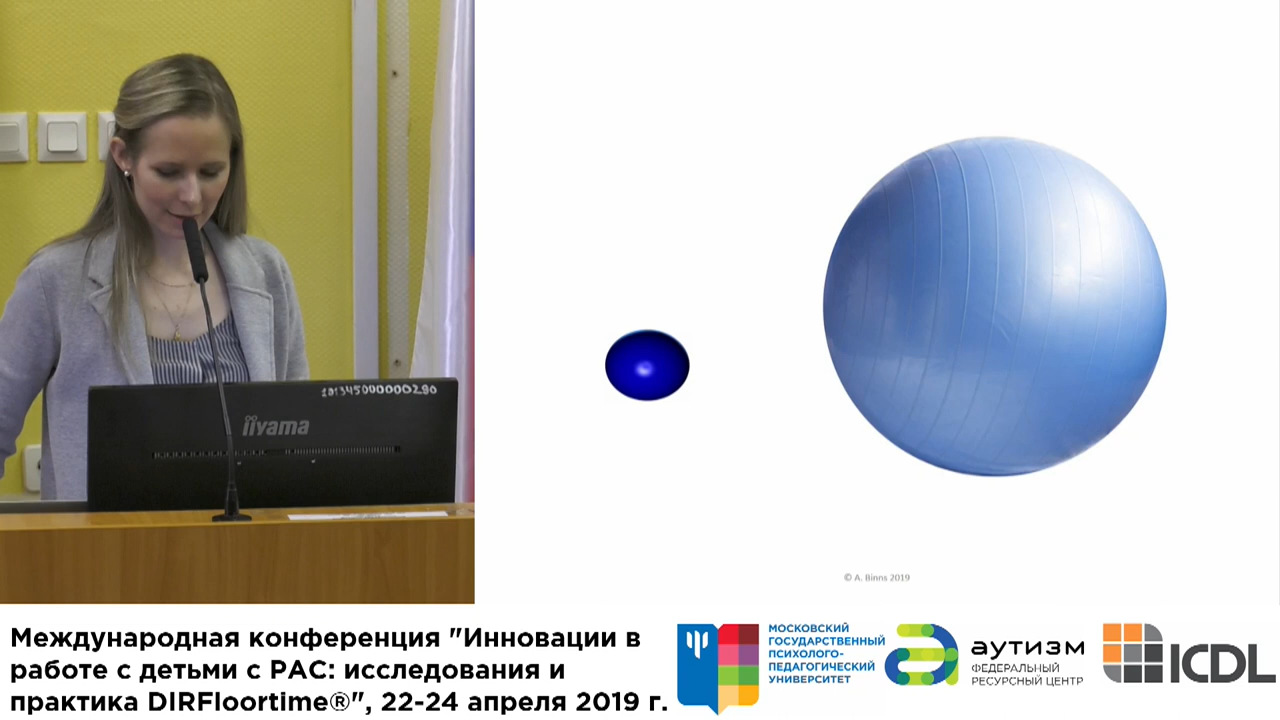 iiyama
© A. Binns 2019
Международная конференция "Инновации в
работе с детьми с РАС: исследования и
практика DIRFloortime®", 22-24 апреля 2019 г.
МОСКОВСКИЙ
ГОСУДАРСТВЕННЫЙ
ПСИХОЛОГО-
ПЕДАГОГИЧЕСКИЙ
УНИВЕРСИТЕТ
аутизм
ФЕДЕРАЛЬНЫЙ
РЕСУРСНЫЙ ЦЕНТР
ICDL